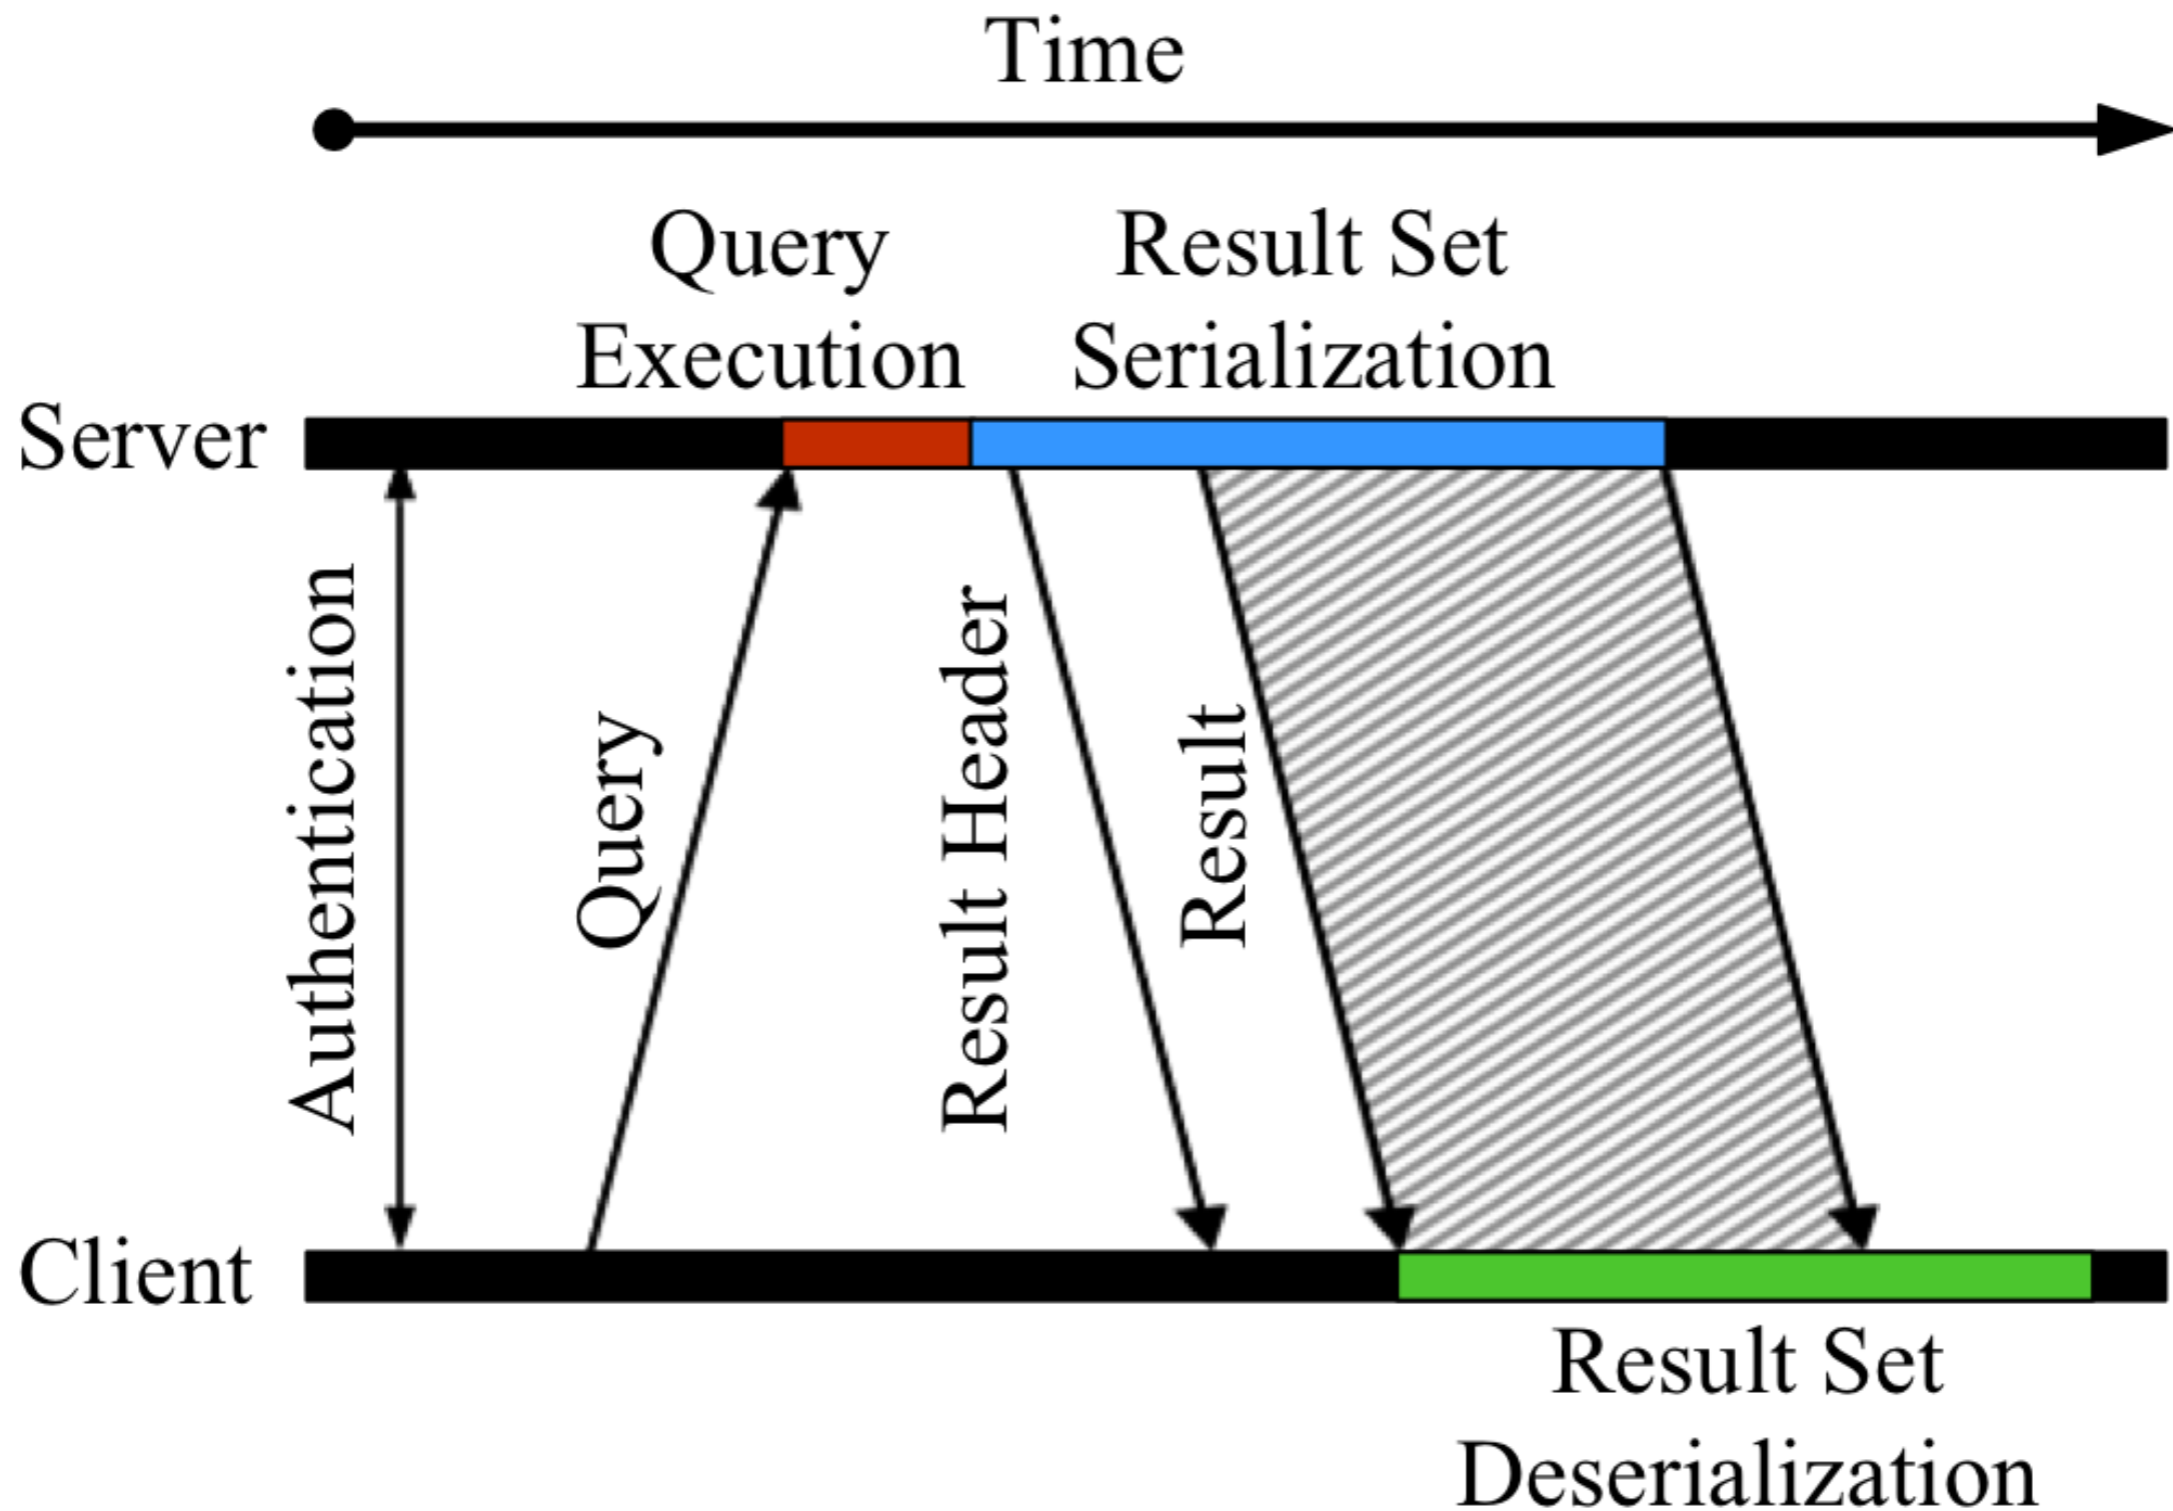 Time
Query
Execution
Result Set
Serialization
Server
Authentication
Query
Result Header
Result
Client
Result Set
Deserialization